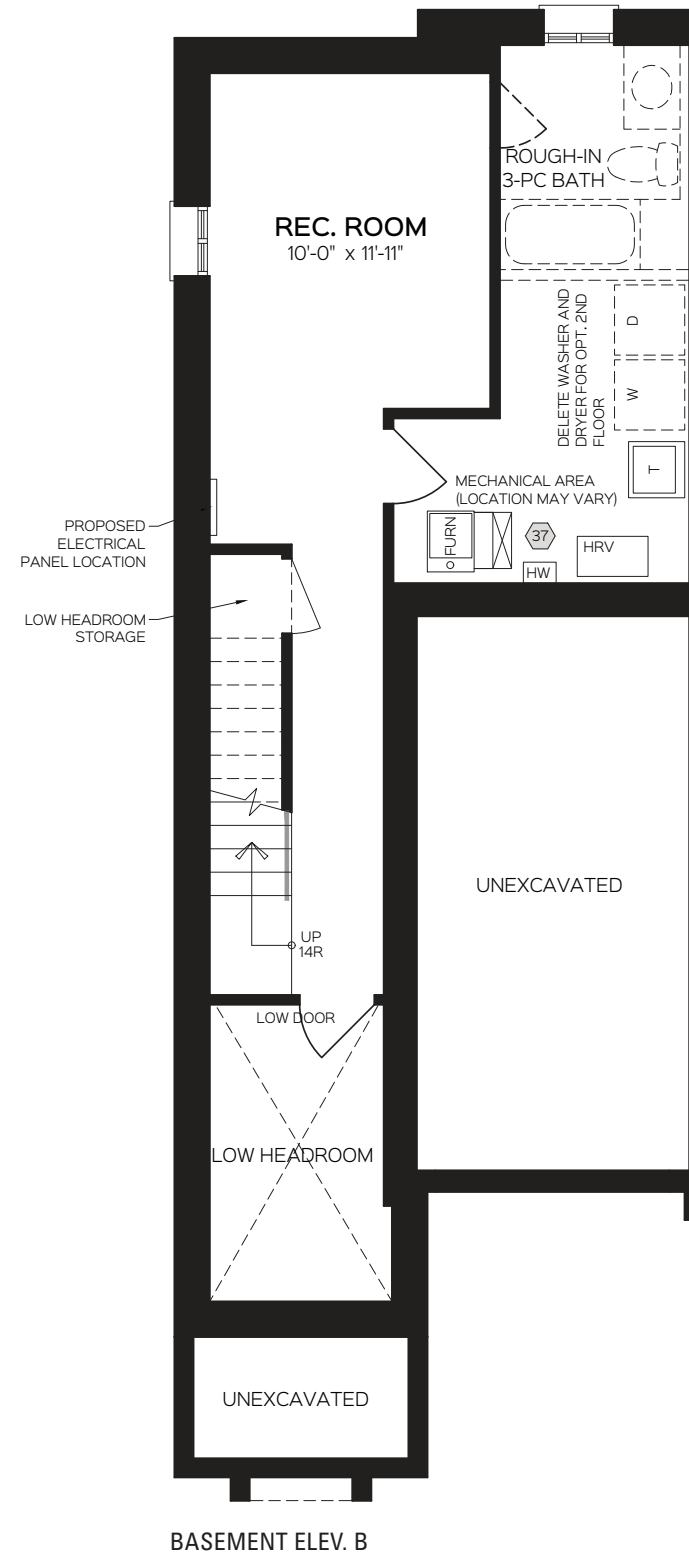 ROUGH-IN
3-PC BATH
REC. ROOM
10'-0" x 11'-11"
DELETE WASHER AND
DRYER FOR OPT. 2ND
FLOOR
D
W
T
MECHANICAL AREA
(LOCATION MAY VARY)
FURN
37
HRV
HW
PROPOSED
ELECTRICAL
PANEL LOCATION
LOW HEADROOM
STORAGE
UNEXCAVATED
UP
14R
LOW DOOR
LOW HEADROOM
UNEXCAVATED
BASEMENT ELEV. B